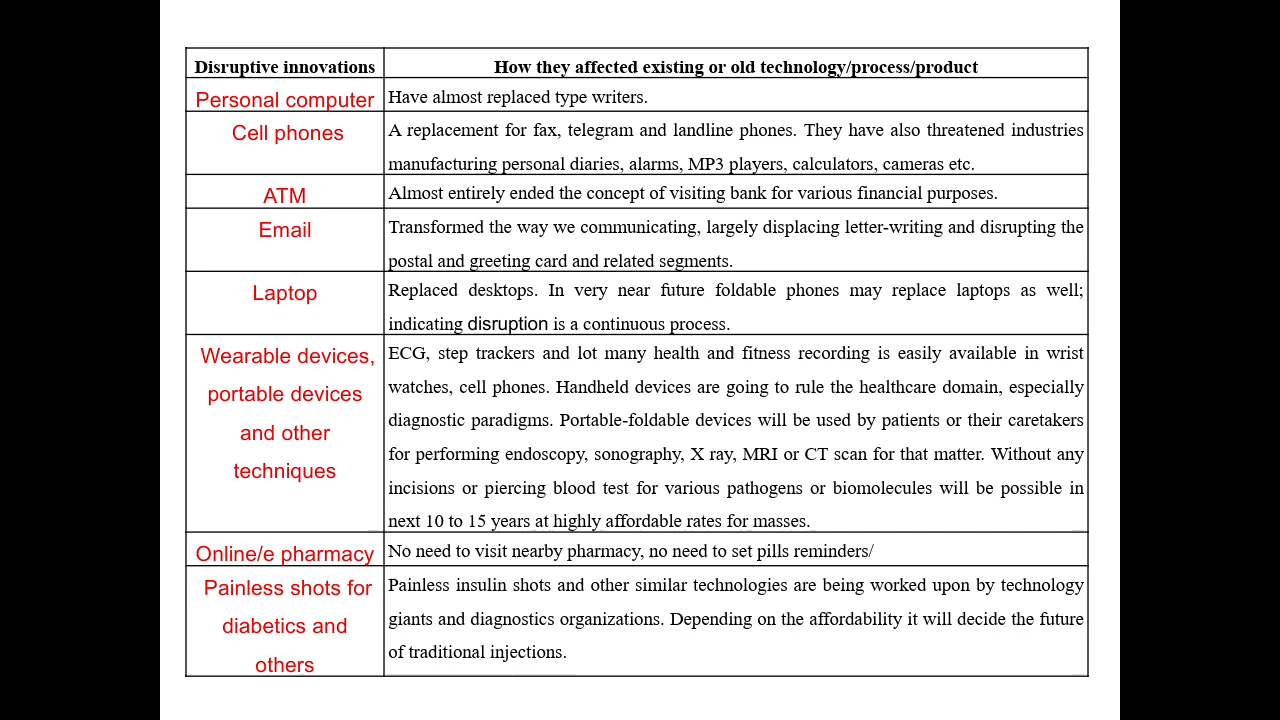 Disruptive innovations
How they affected existing or old technology/process/product
Personal computer
Have almost replaced type writers.
Cell phones
A replacement for fax, telegram and landline phones. They have also threatened industries
manufacturing personal diaries, alarms, MP3 players, calculators, cameras etc.
ATM
Almost entirely ended the concept of visiting bank for various financial purposes.
Email
Transformed the way we communicating, largely displacing letter-writing and disrupting the
postal and greeting card and related segments.
Laptop
Replaced desktops. In very near future foldable phones may replace laptops as well;
indicating disruption is a continuous process.
Wearable devices,
portable devices
and other
techniques
ECG, step trackers and lot many health and fitness recording is easily available in wrist
watches, cell phones. Handheld devices are going to rule the healthcare domain, especially
diagnostic paradigms. Portable-foldable devices will be used by patients or their caretakers
for performing endoscopy, sonography, X ray, MRI or CT scan for that matter. Without any
incisions or piercing blood test for various pathogens or biomolecules will be possible in
next 10 to 15 years at highly affordable rates for masses.
Online/e pharmacy
No need to visit nearby pharmacy, no need to set pills reminders/
Painless shots for
diabetics and
others
Painless insulin shots and other similar technologies are being worked upon by technology
giants and diagnostics organizations. Depending on the affordability it will decide the future
of traditional injections.